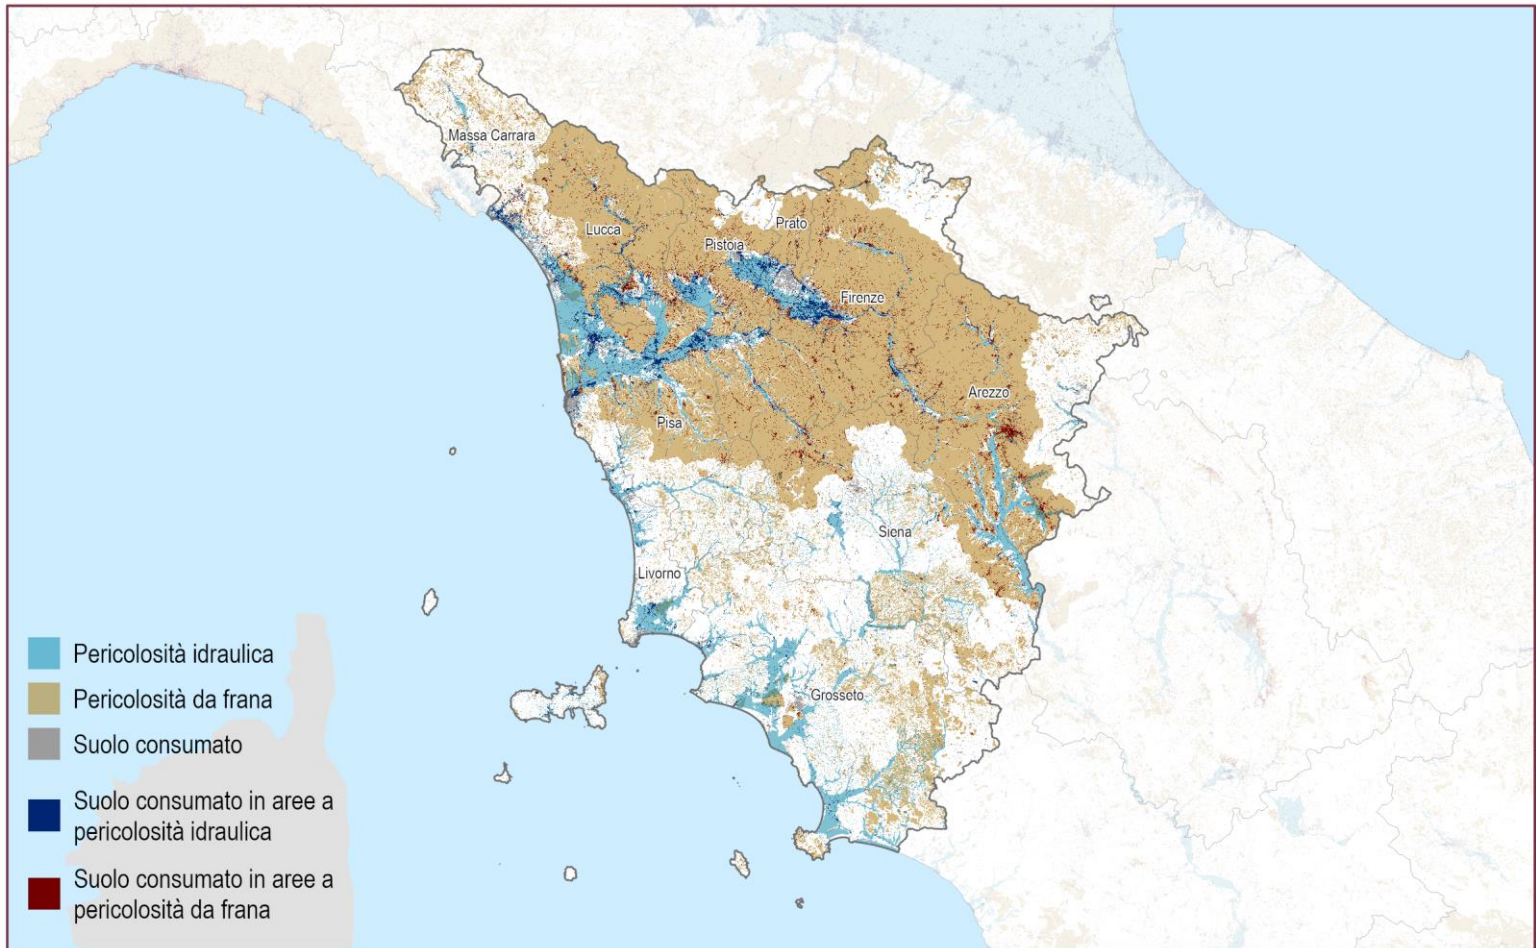 Massa Carrara
Lucca
Prato
Pistoia
Firenze
Arezzo
Pisa
Siena
Livorno
Grosseto
Pericolosità idraulica
Pericolosità da frana
Suolo consumato
Suolo consumato in aree a
pericolosità idraulica
Suolo consumato in aree a
pericolosità da frana